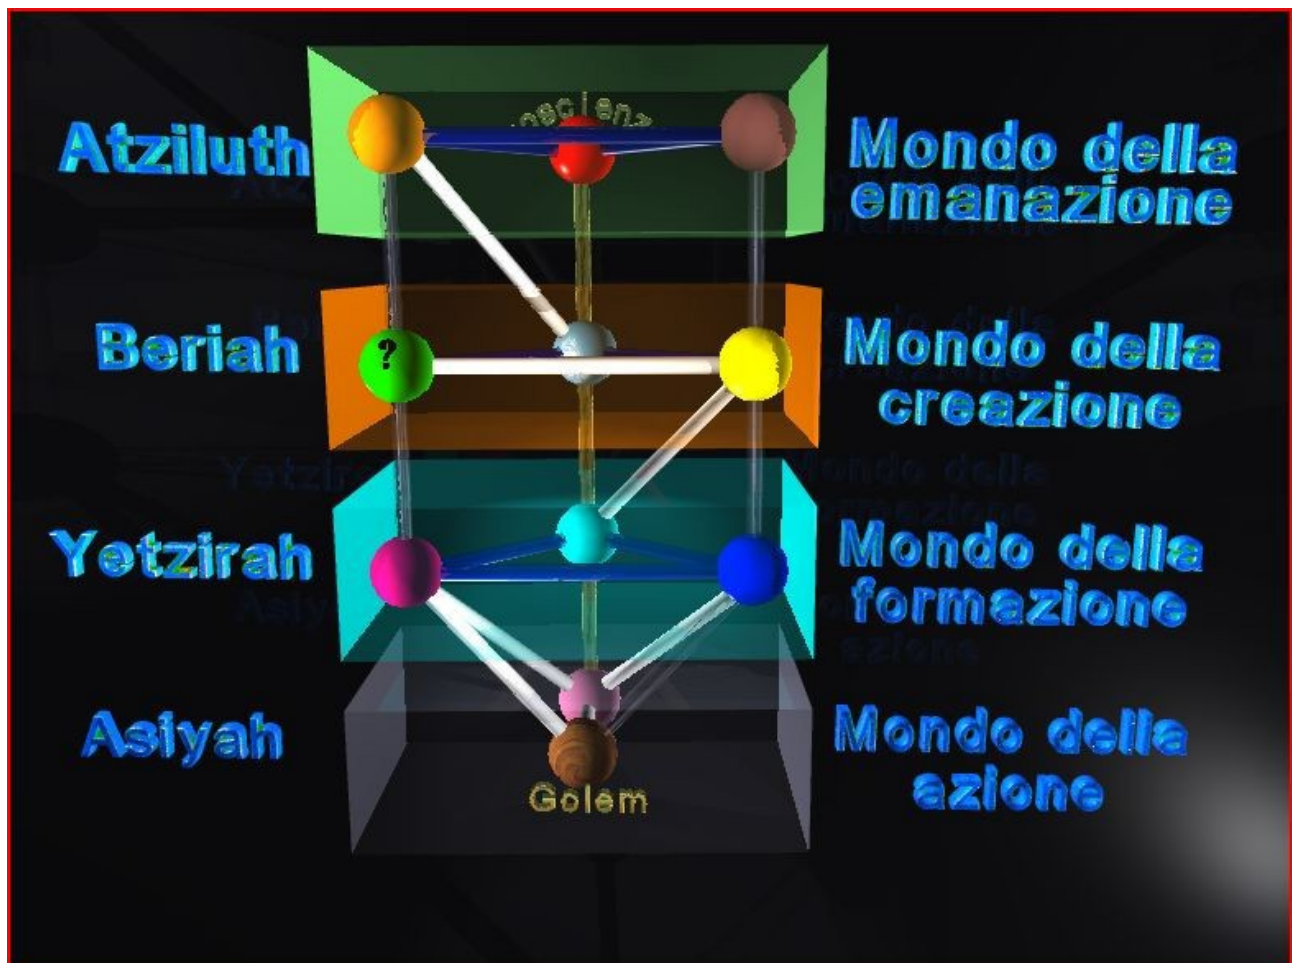 Atziluth
Mondo della
emanazione
Beriah
?
Mondo della
creazione
Yetzirah
Mondo della
formazione
Asiyah
Mondo della
azione
Golem